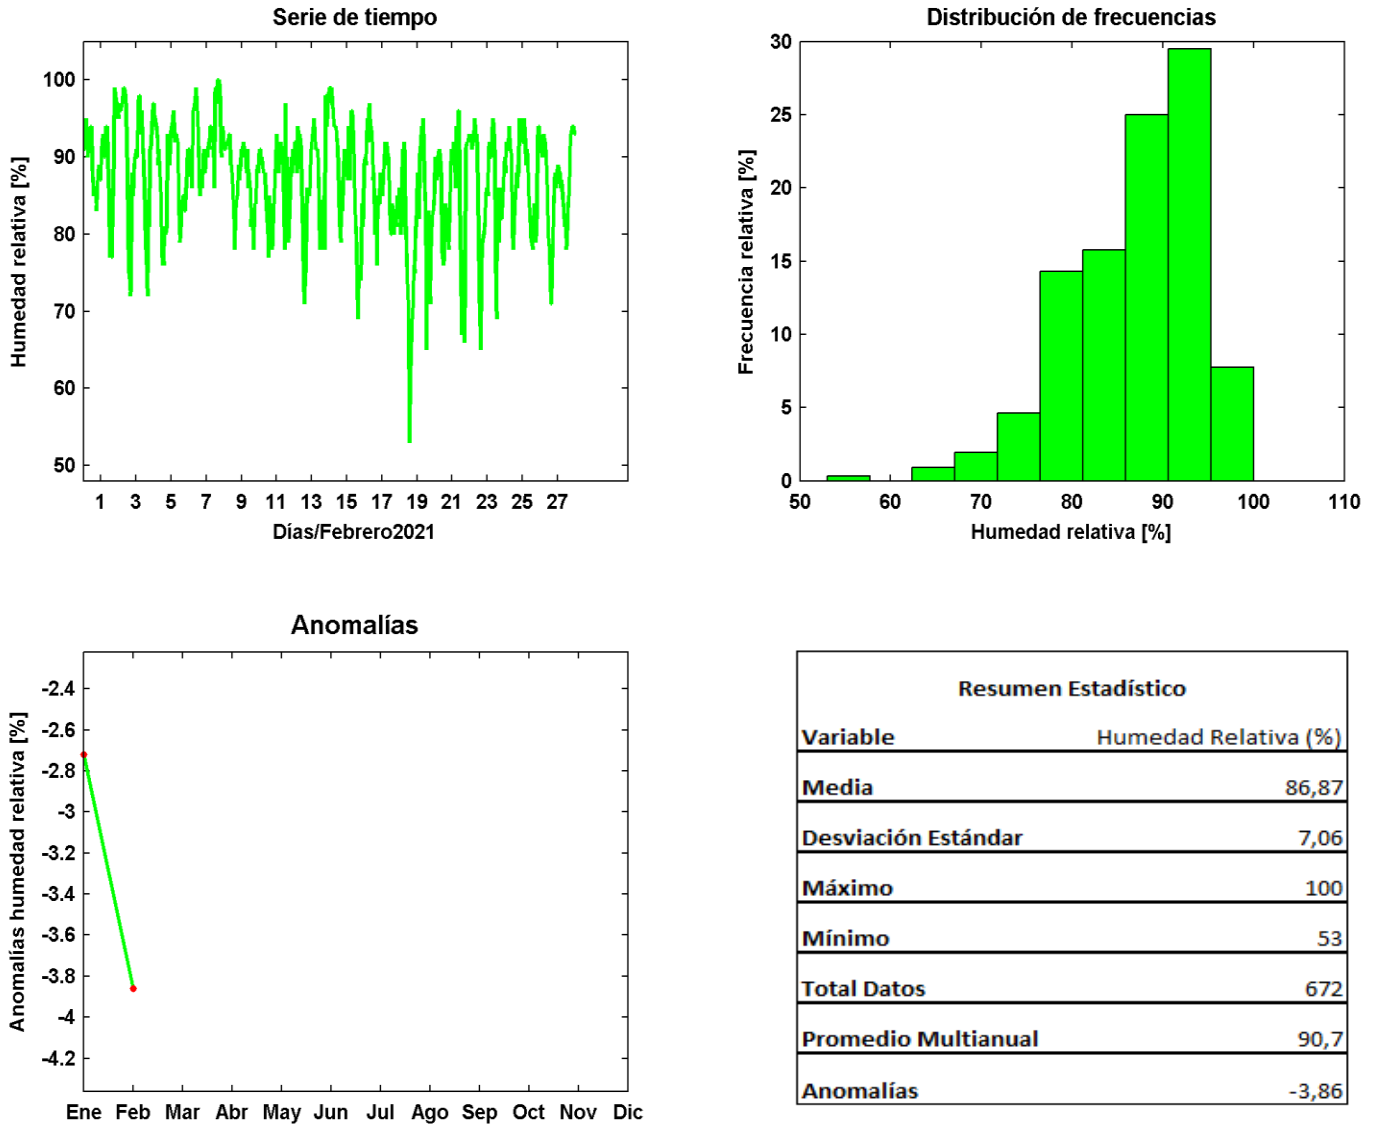 Serie de tiempo
Humedad relativa [%]
100
90
80
70
60
50
1 3 5 7 9 11 13 15 17 19 21 23 25 27
Días/Febrero2021
Distribución de frecuencias
Frecuencia relativa [%]
30
25
20
15
10
5
0
50 60 70 80 90 100 110
Humedad relativa [%]
Anomalías
Anomalías humedad relativa [%]
-2.4
-2.6
-2.8
-3
-3.2
-3.4
-3.6
-3.8
-4
-4.2
Ene Feb Mar Abr May Jun Jul Ago Sep Oct Nov Dic
Resumen Estadístico
Variable Humedad Relativa (%)
Media 86,87
Desviación Estándar 7,06
Máximo 100
Mínimo 53
Total Datos 672
Promedio Multianual 90,7
Anomalías -3,86